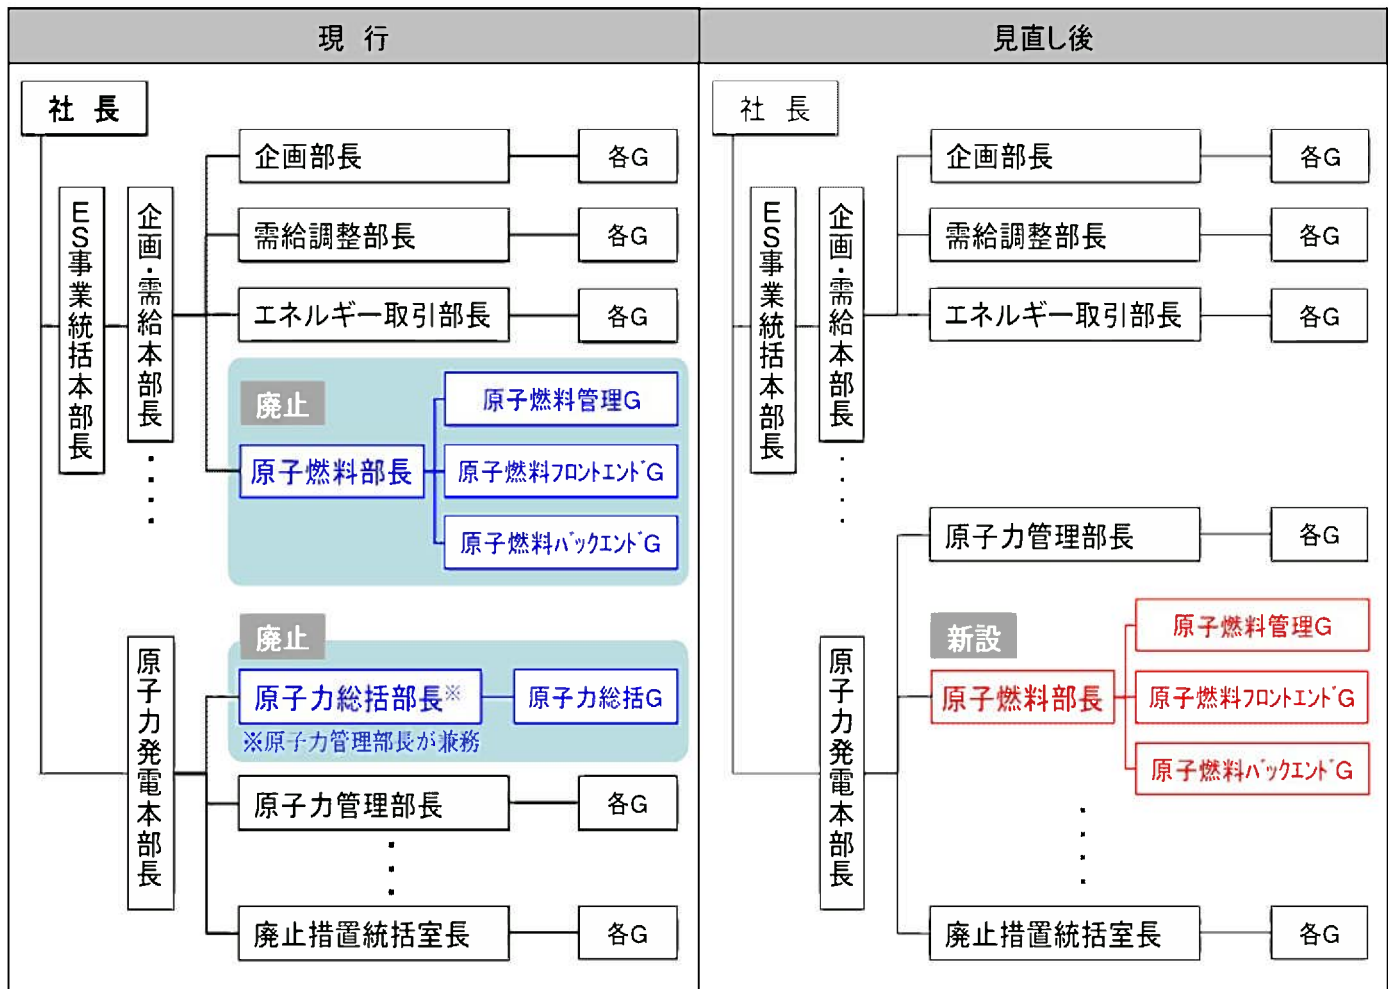 現 行
社 長
企画部長
各G
ES事業統括本部長
企画・需給本部長
需給調整部長
各G
エネルギー取引部長
各G
廃止
原子燃料管理G
原子燃料部長
原子燃料フロントエンドG
原子燃料バックエンドG
廃止
原子力発電本部長
原子力総括部長※
原子力総括G
※原子力管理部長が兼務
原子力管理部長
各G
廃止措置統括室長
各G
見直し後
社 長
企画部長
各G
ES事業統括本部長
企画・需給本部長
需給調整部長
各G
エネルギー取引部長
各G
原子力管理部長
各G
新設
原子燃料管理G
原子力発電本部長
原子燃料部長
原子燃料フロントエンドG
原子燃料バックエンドG
廃止措置統括室長
各G